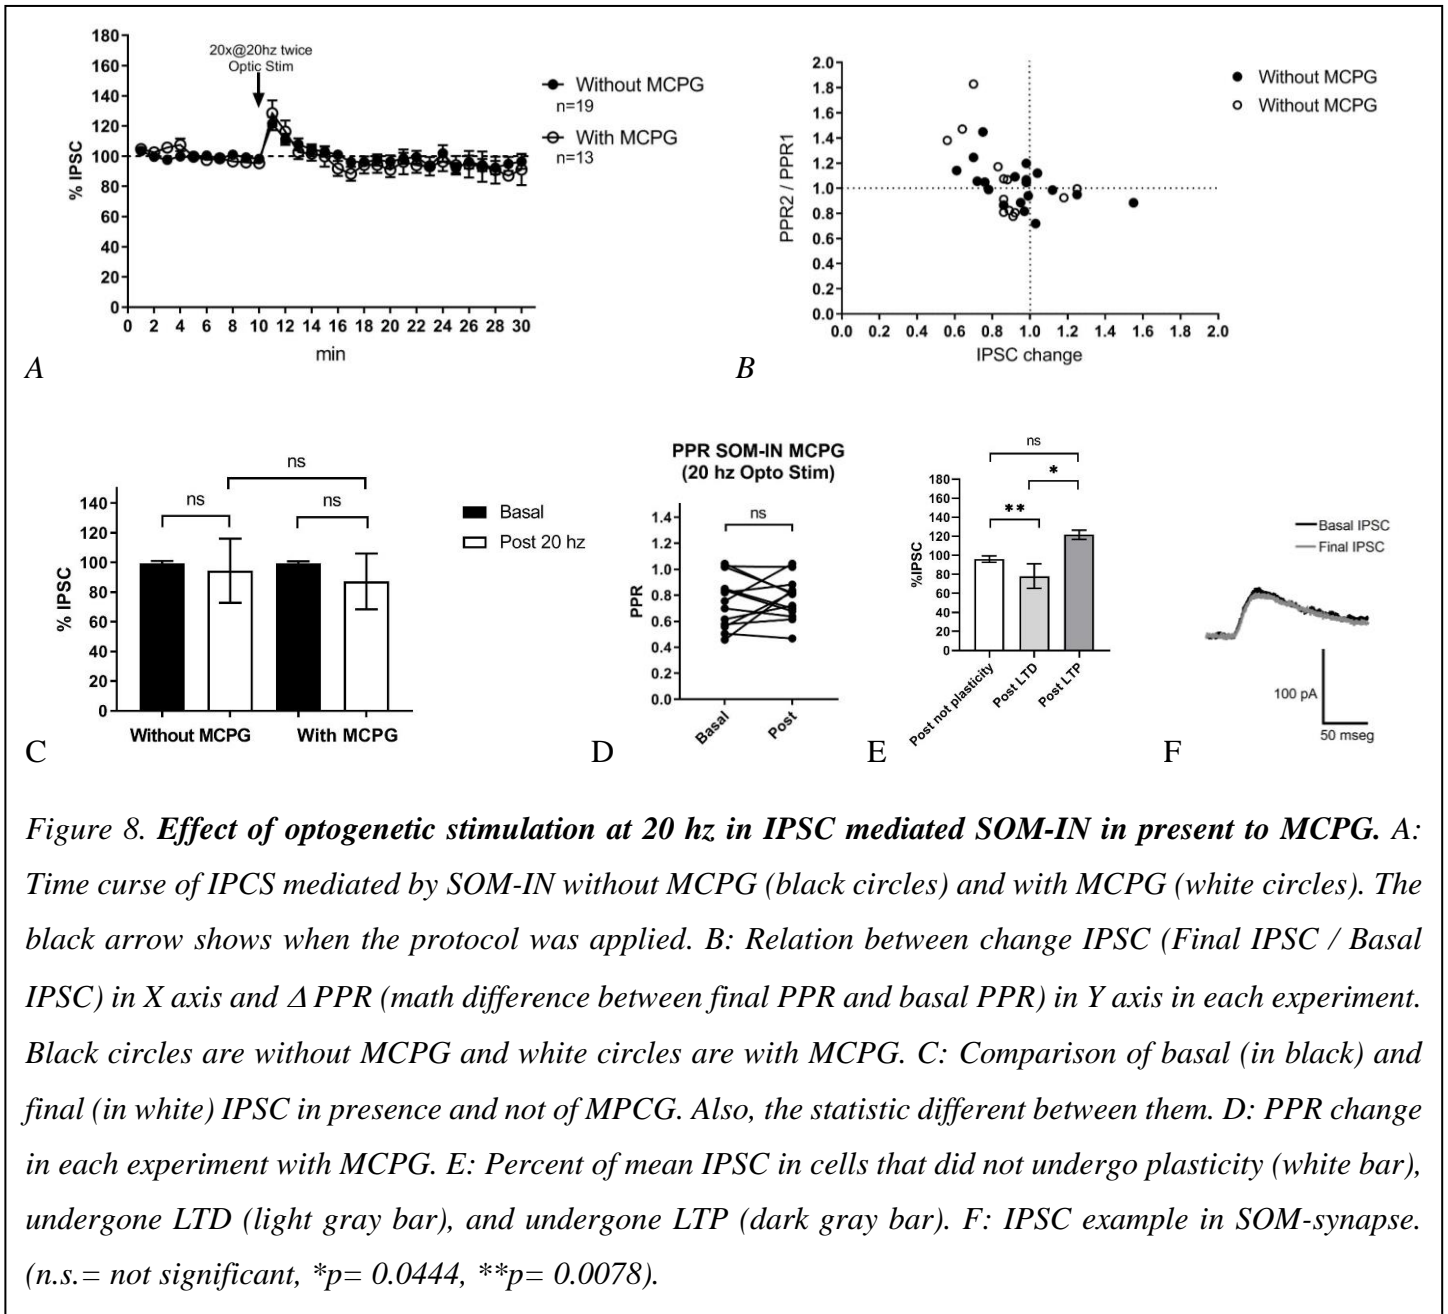 180
160
140
120
100
80
60
40
20
0
% IPSC
20x@20hz twice
Optic Stim
Without MCPG
n=19
With MCPG
n=13
0 2 4 6 8 10 12 14 16 18 20 22 24 26 28 30
min
A
2.0
1.8
1.6
1.4
1.2
1.0
0.8
0.6
0.4
0.2
0.0
PPR2 / PPR1
Without MCPG
Without MCPG
0.0 0.2 0.4 0.6 0.8 1.0 1.2 1.4 1.6 1.8 2.0
IPSC change
B
ns
ns ns
140
120
100
80
60
40
20
0
% IPSC
Basal
Post 20 hz
Without MCPG With MCPG
C
PPR SOM-IN MCPG
(20 hz Opto Stim)
ns
1.4
1.2
1.0
0.8
0.6
0.4
0.2
0.0
PPR
Basal Post
D
ns
*
**
180
160
140
120
100
80
60
40
20
0
%IPSC
Post not plasticity Post LTD Post LTP
E
Basal IPSC
Final IPSC
100 pA
50 mseg
F
Figure 8. Effect of optogenetic stimulation at 20 hz in IPSC mediated SOM-IN in present to MCPG. A:
Time curse of IPCS mediated by SOM-IN without MCPG (black circles) and with MCPG (white circles). The
black arrow shows when the protocol was applied. B: Relation between change IPSC (Final IPSC / Basal
IPSC) in X axis and Δ PPR (math difference between final PPR and basal PPR) in Y axis in each experiment.
Black circles are without MCPG and white circles are with MCPG. C: Comparison of basal (in black) and
final (in white) IPSC in presence and not of MPCG. Also, the statistic different between them. D: PPR change
in each experiment with MCPG. E: Percent of mean IPSC in cells that did not undergo plasticity (white bar),
undergone LTD (light gray bar), and undergone LTP (dark gray bar). F: IPSC example in SOM-synapse.
(n.s.= not significant, *p= 0.0444, **p= 0.0078).